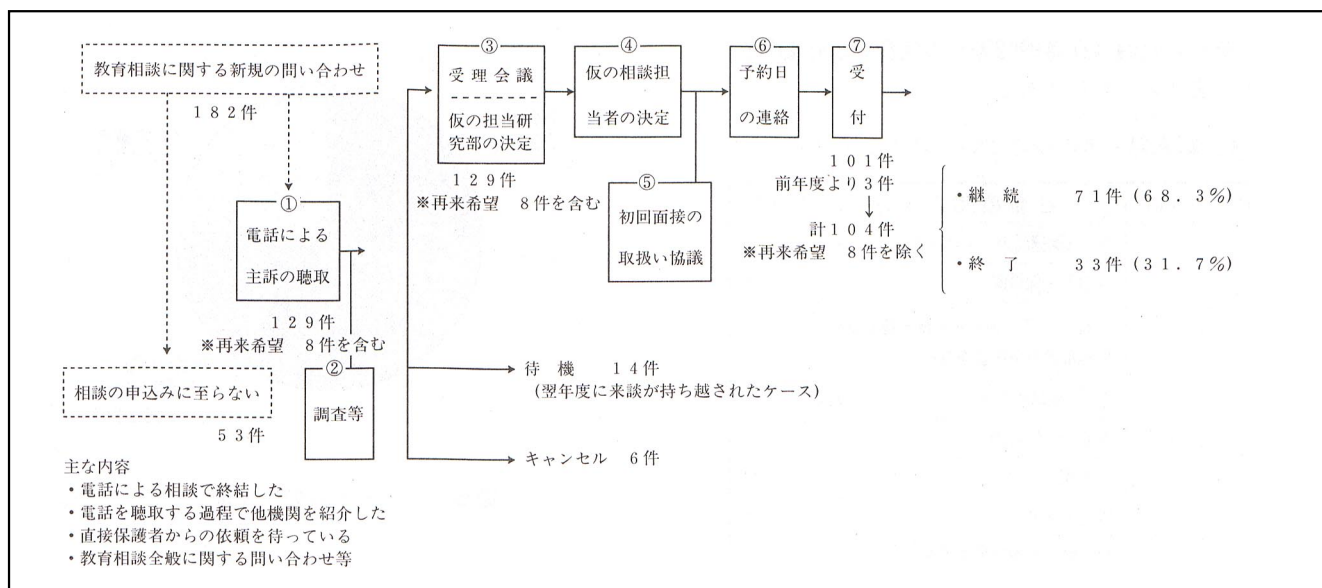 教育相談に関する新規の問い合わせ
182件
①
電話による
主訴の聴取
129件
※再来希望 8件を含む
相談の申込みに至らない
53件
主な内容
・電話による相談で終結した
・電話を聴取する過程で他機関を紹介した
・直接保護者からの依頼を待っている
・教育相談全般に関する問い合わせ等
②
調査等
③
受理会議
仮の担当研
究部の決定
129件
※再来希望 8件を含む
④
仮の相談担
当者の決定
⑤
初回面接の
取扱い協議
⑥
予約日
の連絡
⑦
受
付
101件
前年度より3件
計104件
※再来希望 8件を除く
・継続 71件(68.3%)
・終了 33件(31.7%)
待機 14件
(翌年度に来談が持ち越されたケース)
キャンセル 6件